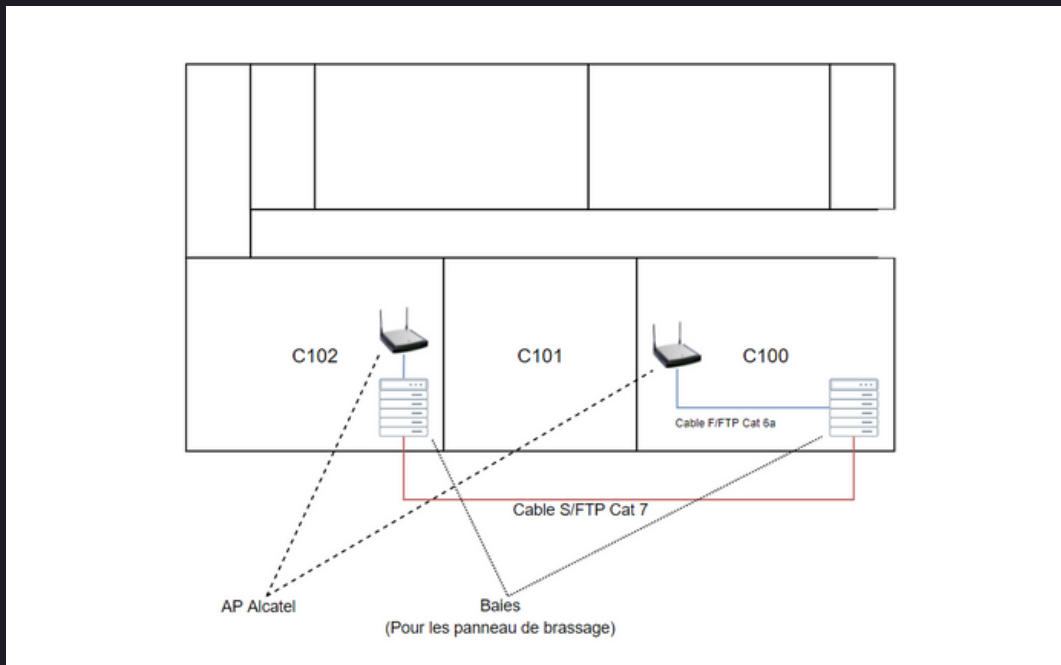 C102
C101
C100
Cable F/FTP Cat 6a
Cable S/FTP Cat 7
AP Alcatel
Baies
(Pour les panneau de brassage)